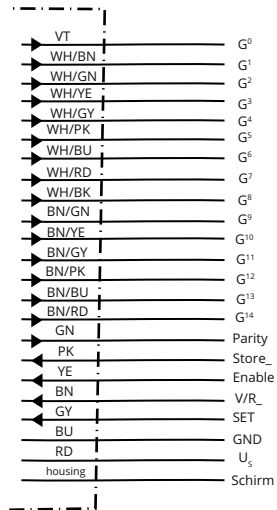 VT G⁰
WH/BN G¹
WH/GN G²
WH/YE G³
WH/GY G⁴
WH/PK G⁵
WH/BU G⁶
WH/RD G⁷
WH/BK G⁸
BN/GN G⁹
BN/YE G¹⁰
BN/GY G¹¹
BN/PK G¹²
BN/BU G¹³
BN/RD G¹⁴
GN Parity
PK Store_
YE Enable
BN V/R_
GY SET
BU GND
RD Uₛ
housing Schirm